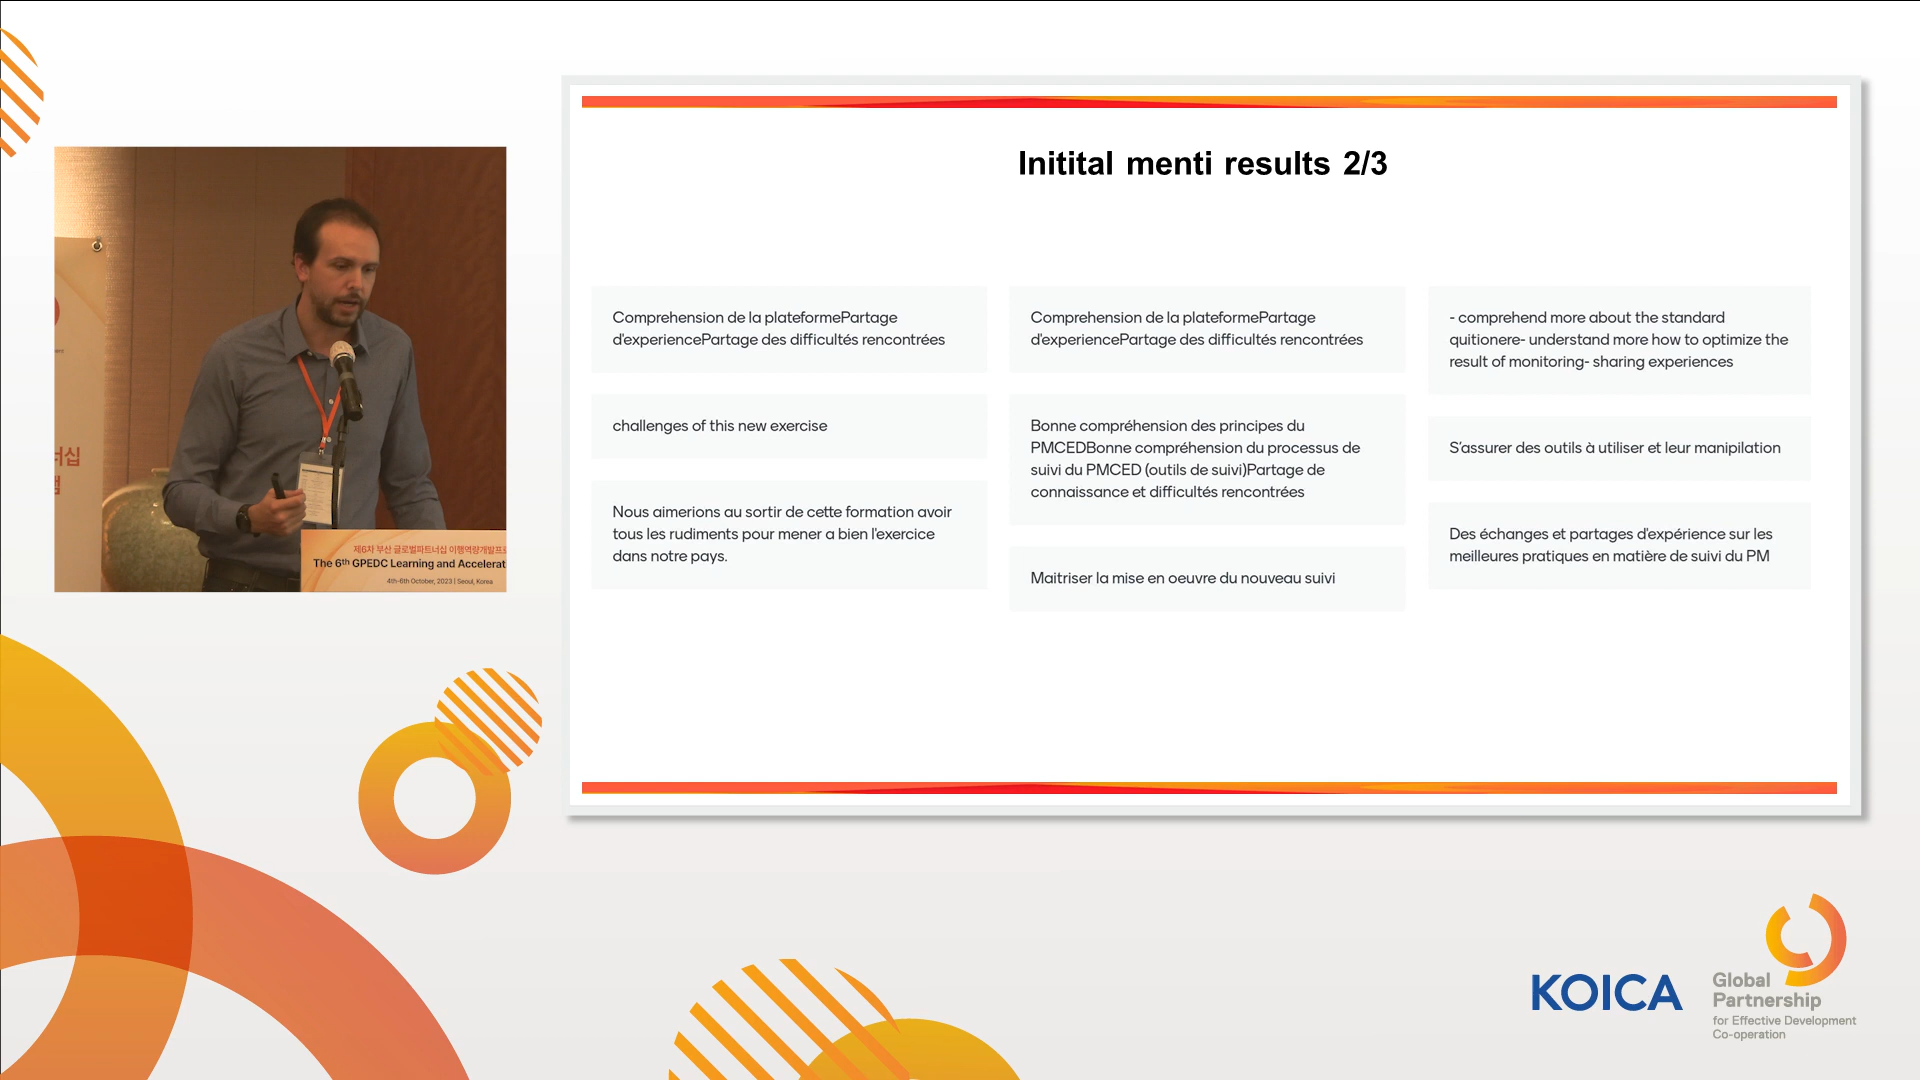 Initital menti results 2/3
Comprehension de la plateformePartage
d'experiencePartage des difficultés rencontrées
challenges of this new exercise
Nous aimerions au sortir de cette formation avoir
tous les rudiments pour mener a bien l'exercice
dans notre pays.
Comprehension de la plateformePartage
d'experiencePartage des difficultés rencontrées
Bonne compréhension des principes du
PMCEDBonne compréhension du processus de
suivi du PMCED (outils de suivi)Partage de
connaissance et difficultés rencontrées
Maitriser la mise en oeuvre du nouveau suivi
- comprehend more about the standard
quitionere- understand more how to optimize the
result of monitoring- sharing experiences
S'assurer des outils à utiliser et leur manipilation
Des échanges et partages d'expérience sur les
meilleures pratiques en matière de suivi du PM
너십
제6차 부산 글로벌파트너십 이행역량개발프로
The 6th GPEDC Learning and Accelerat
4th-6th October, 2023 | Seoul, Korea
KOICA
Global
Partnership
for Effective Development
Co-operation